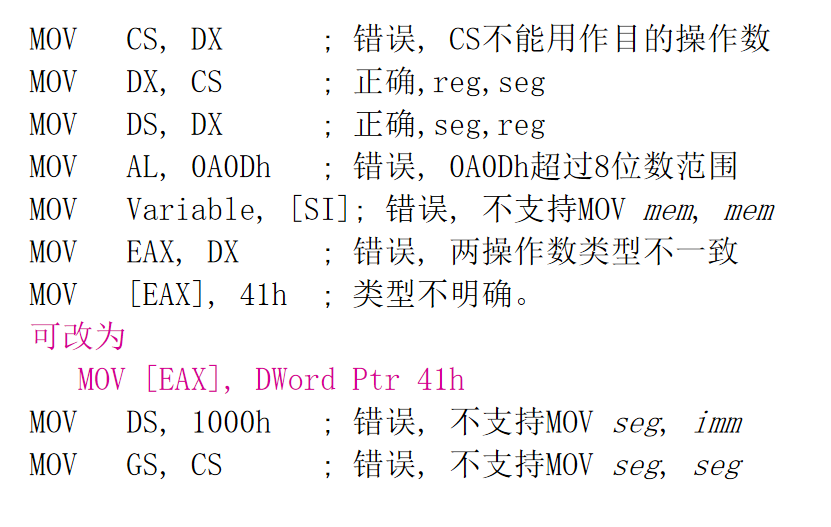 MOV CS, DX ; 错误, CS不能用作目的操作数
MOV DX, CS ; 正确,reg,seg
MOV DS, DX ; 正确,seg,reg
MOV AL, 0A0Dh ; 错误, 0A0Dh超过8位数范围
MOV Variable, [SI]; 错误, 不支持MOV mem, mem
MOV EAX, DX ; 错误, 两操作数类型不一致
MOV [EAX], 41h ; 类型不明确。
可改为
MOV [EAX], DWord Ptr 41h
MOV DS, 1000h ; 错误, 不支持MOV seg, imm
MOV GS, CS ; 错误, 不支持MOV seg, seg